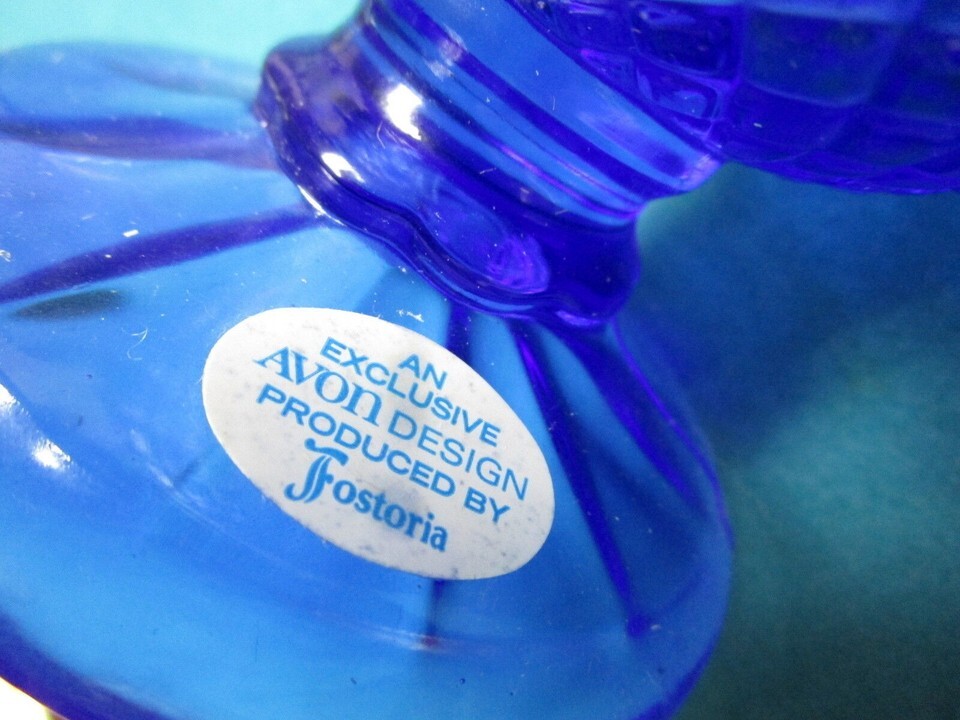 AN
EXCLUSIVE
AVON DESIGN
PRODUCED BY
Fostoria